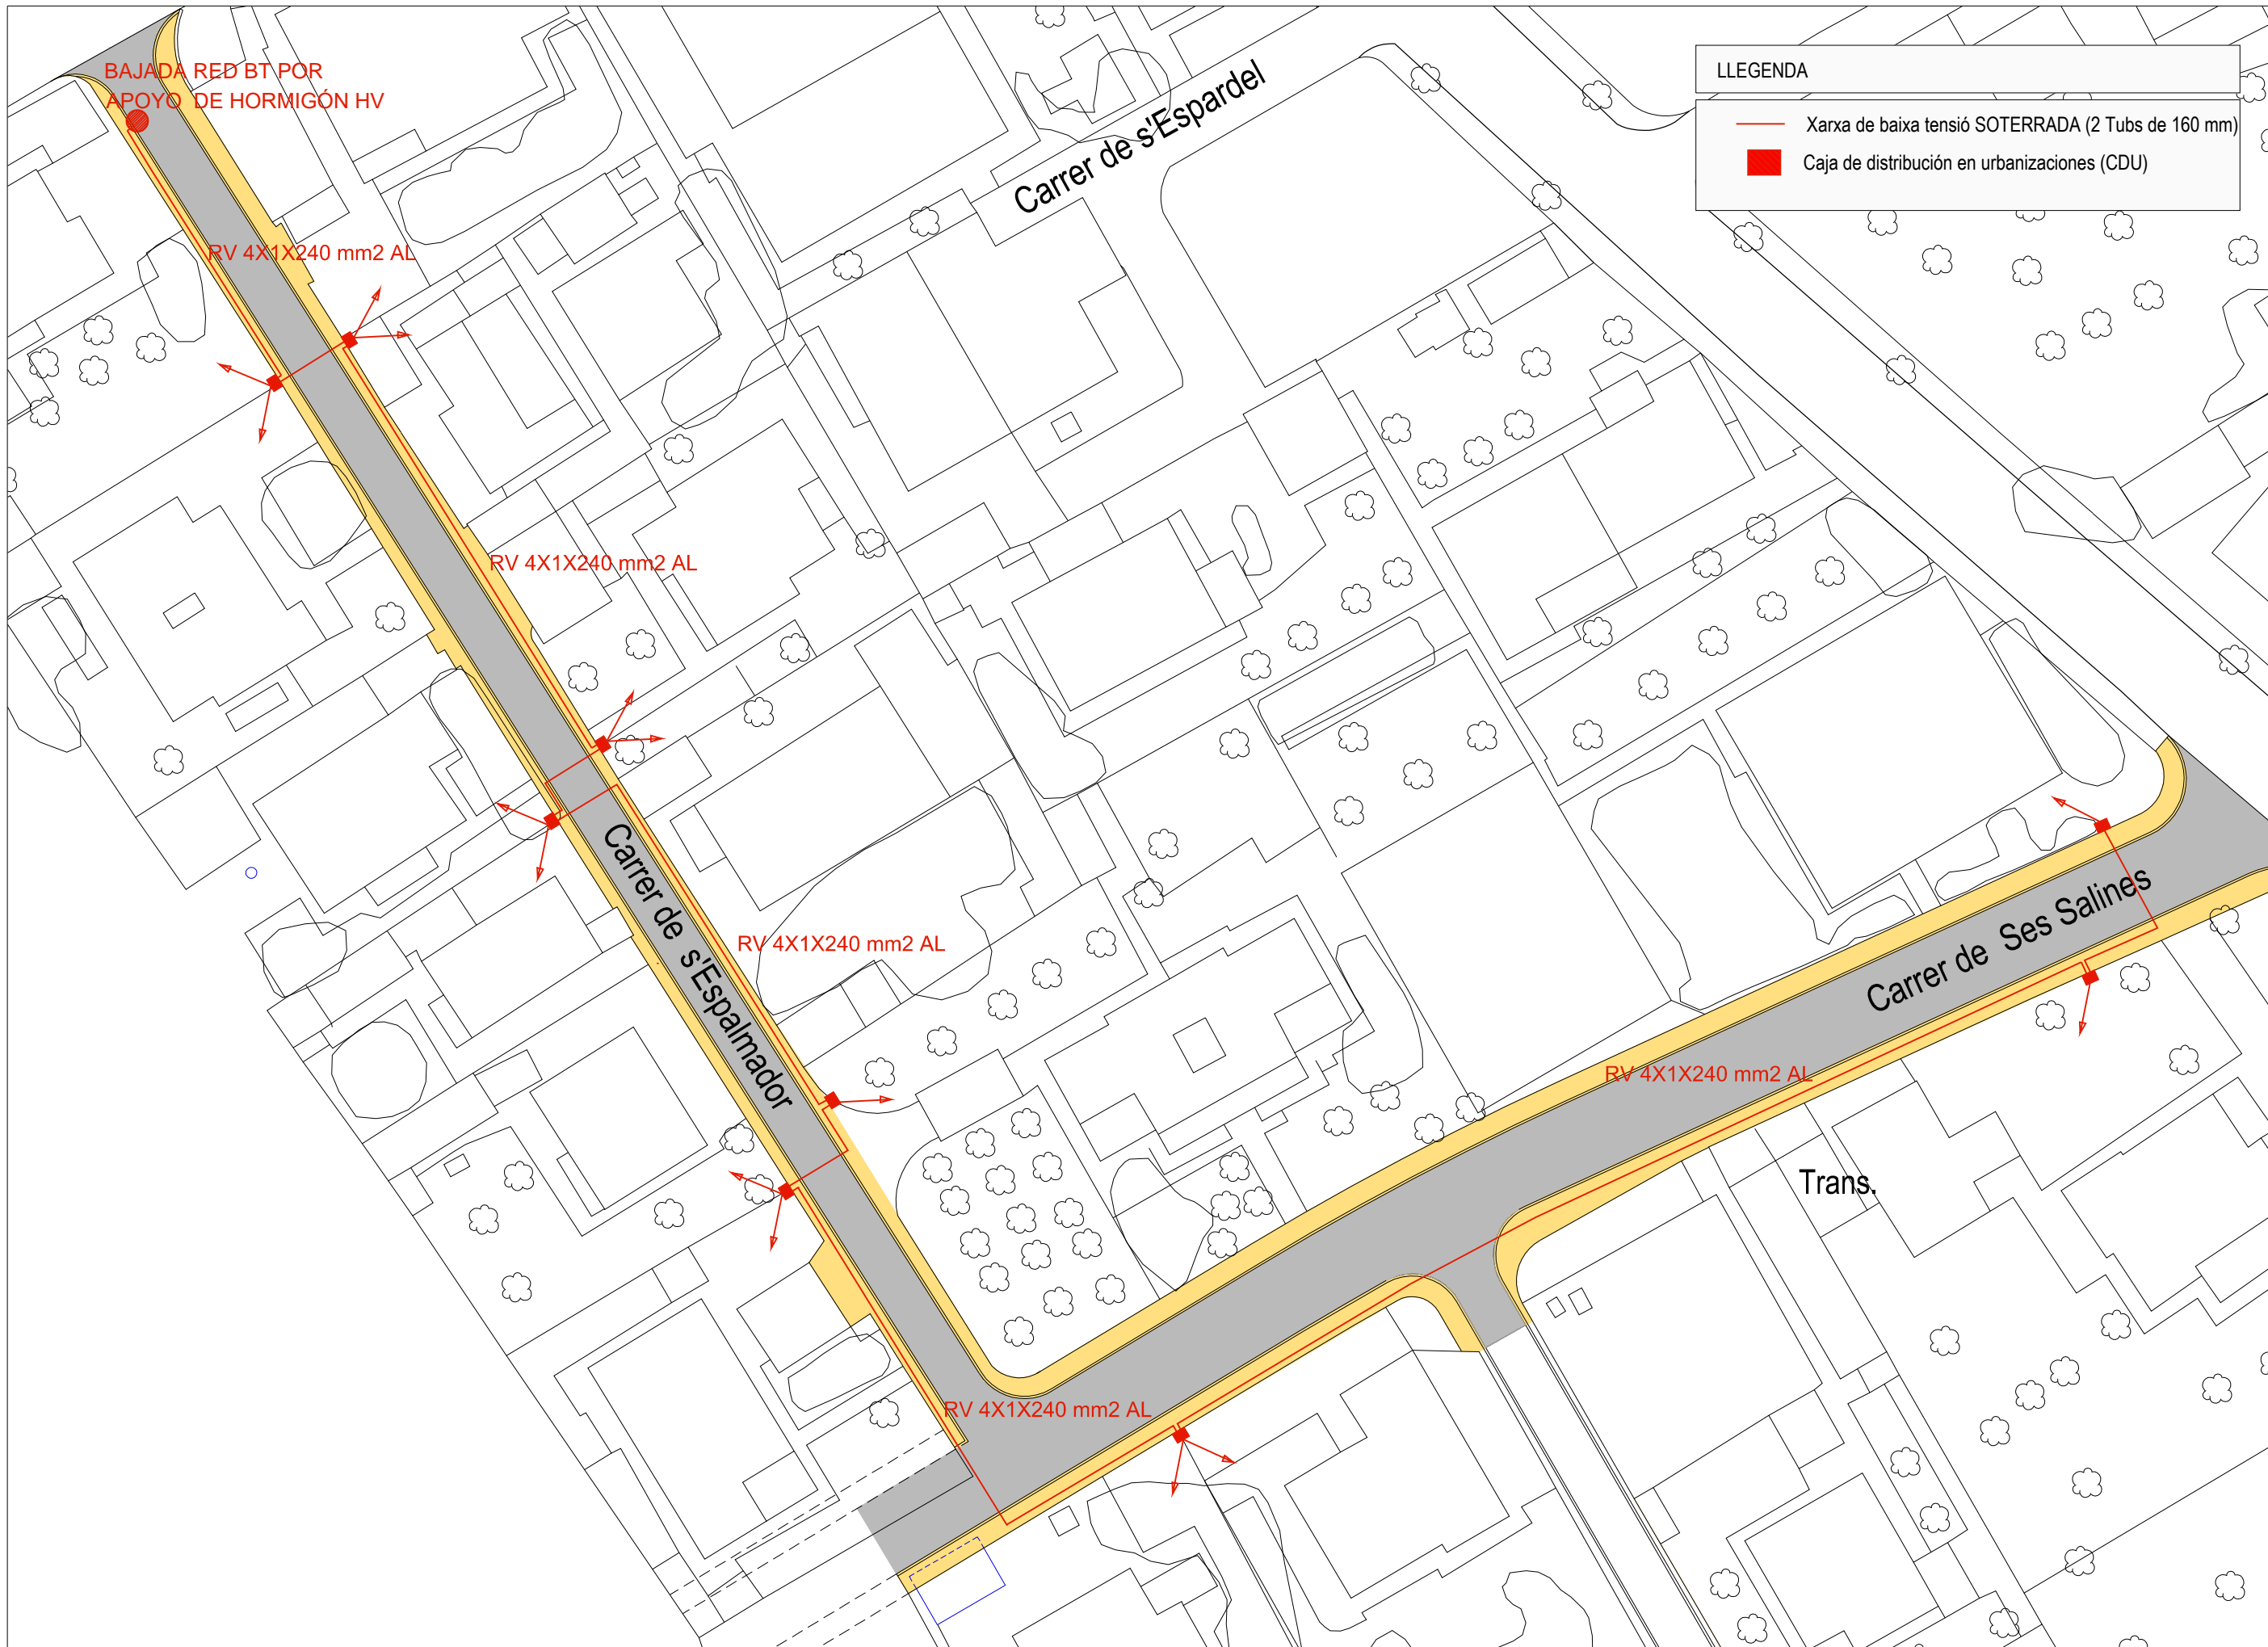 BAJADA RED BT POR
APOYO DE HORMIGÓN HV
Carrer de s'Espardel
LLEGENDA
Xarxa de baixa tensió SOTERRADA (2 Tubs de 160 mm)
Caja de distribución en urbanizaciones (CDU)
RV 4X1X240 mm2 AL
RV 4X1X240 mm2 AL
Carrer de s'Espalmador
RV 4X1X240 mm2 AL
Carrer de Ses Salines
RV 4X1X240 mm2 AL
Trans.
RV 4X1X240 mm2 AL